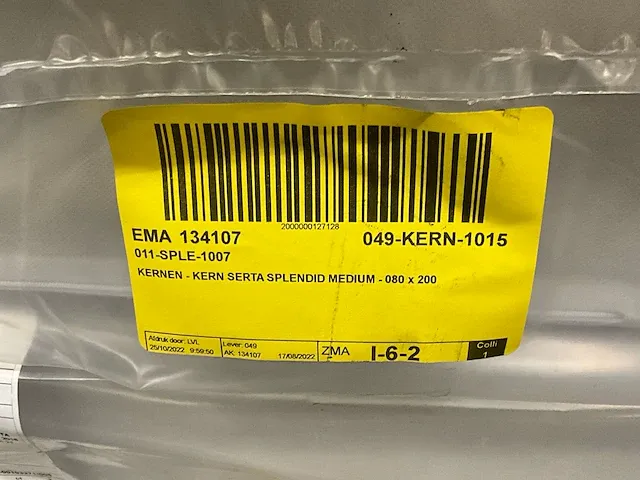 2000000127128
EMA 134107
049-KERN-1015
011-SPLE-1007
KERNEN - KERN SERTA SPLENDID MEDIUM - 080 x 200
Afdruk door: LVL
25/10/2022 9:59:50
Lever: 049
AK: 134107 17/08/2022
ZMA I-6-2
Colli
1